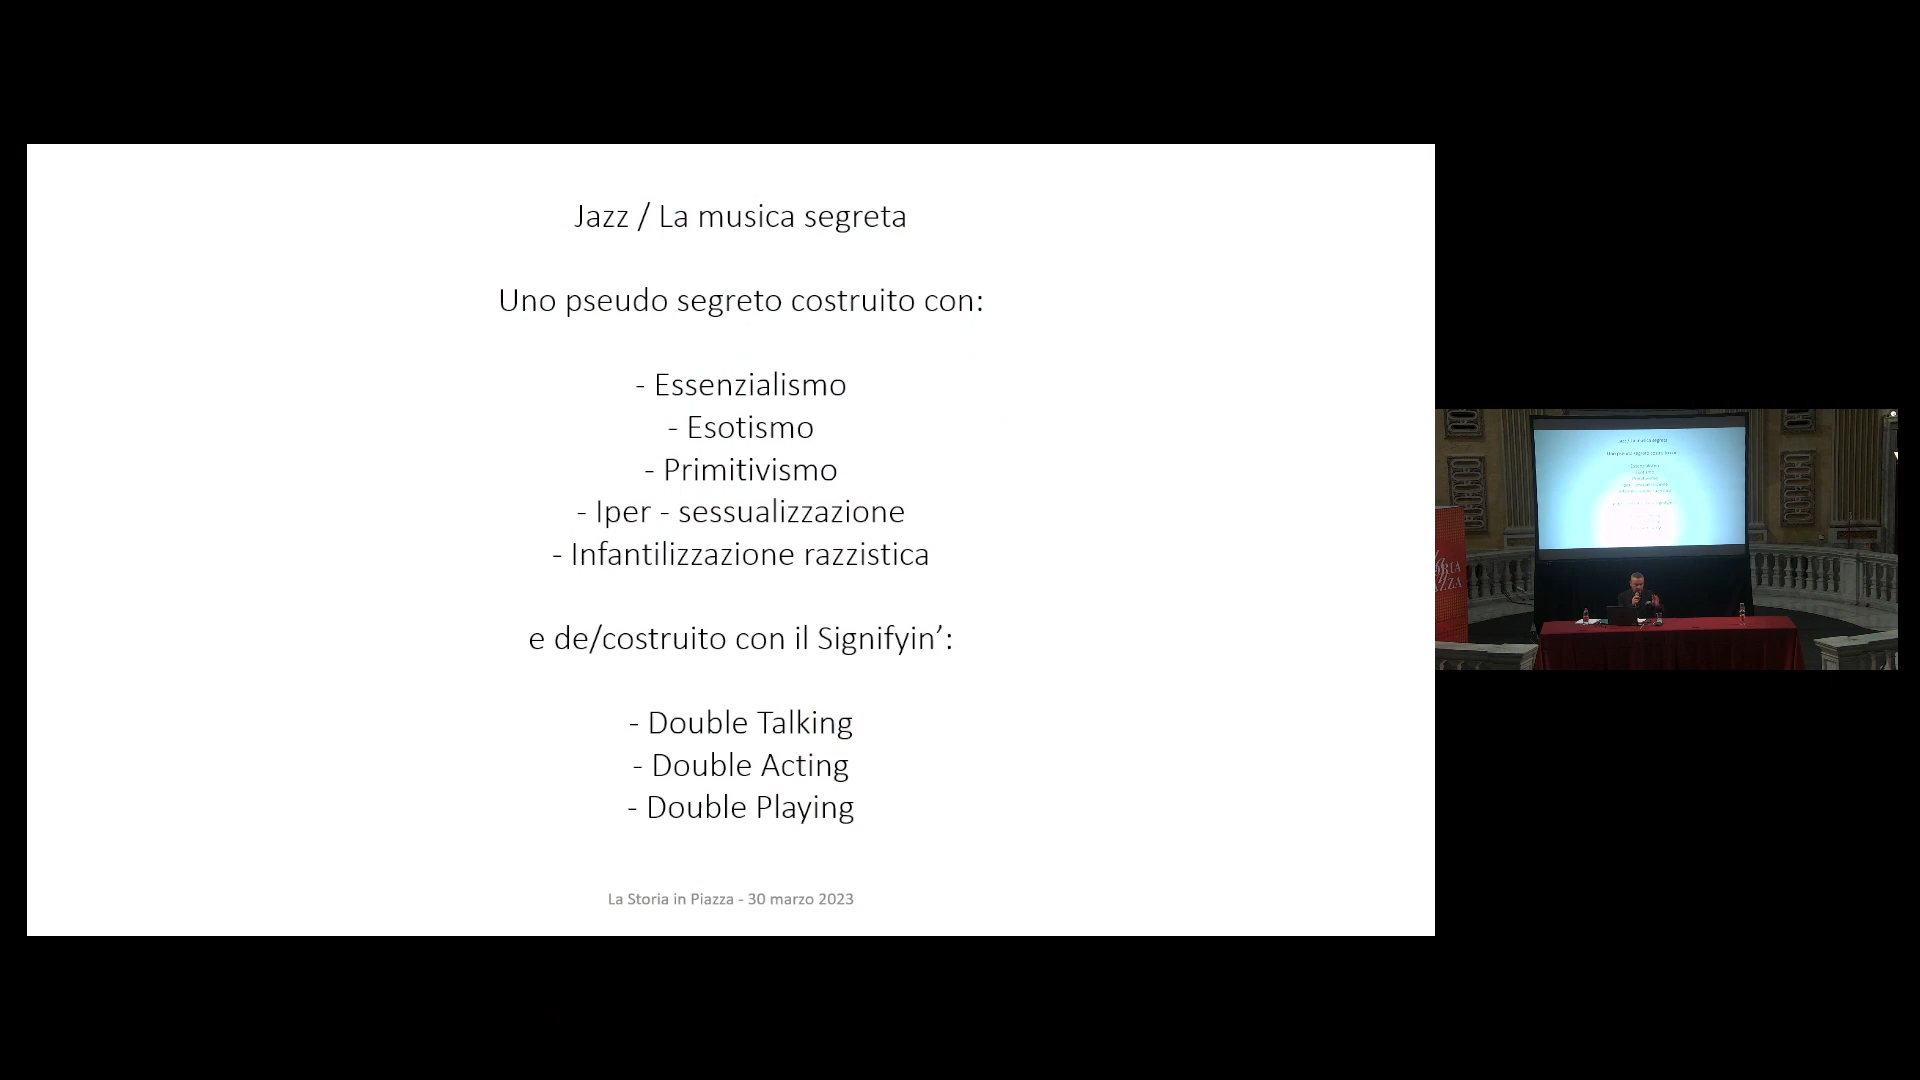 Jazz / La musica segreta
Uno pseudo segreto costruito con:
- Essenzialismo
- Esotismo
- Primitivismo
- Iper - sessualizzazione
- Infantilizzazione razzistica
e de/costruito con il Signifyin’:
- Double Talking
- Double Acting
- Double Playing
La Storia in Piazza - 30 marzo 2023